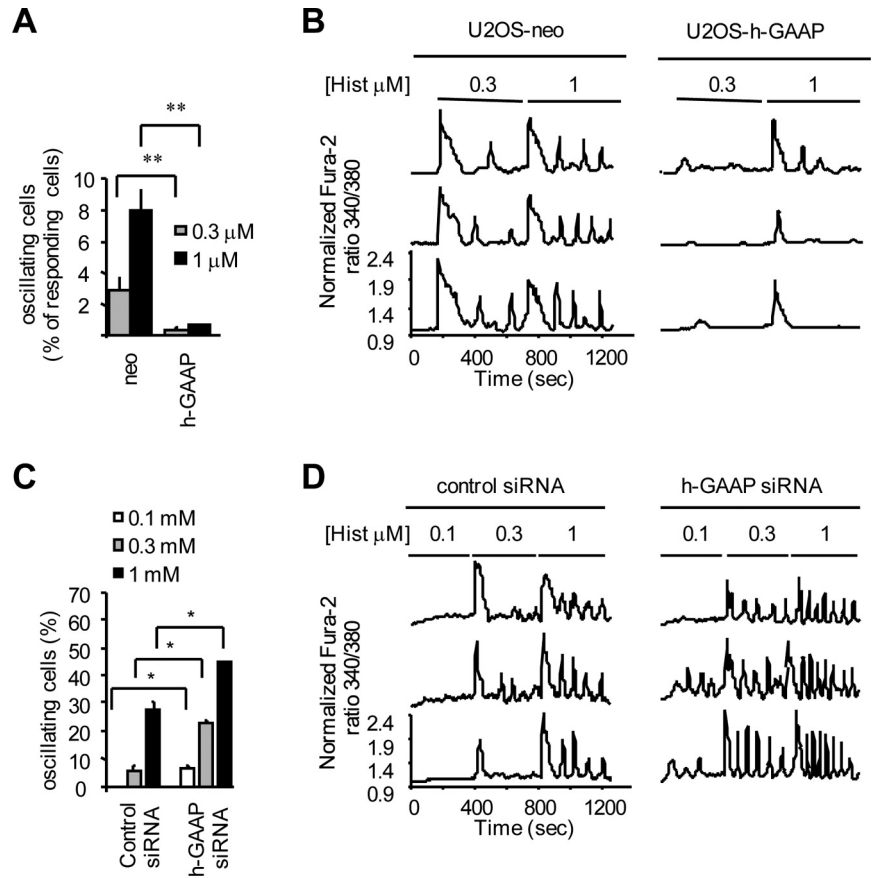 A
**
**
oscillating cells
(% of responding cells)
10
8
6
4
2
0.3 µM
1 µM
neo
h-GAAP
B
U2OS-neo
U2OS-h-GAAP
[Hist µM]
0.3
1
0.3
1
Normalized Fura-2
ratio 340/380
2.4
1.9
1.4
0.9
0
400
800
1200
Time (sec)
C
0.1 mM
0.3 mM
1 mM
oscillating cells (%)
70
60
50
40
30
20
10
0
*
*
*
Control
siRNA
h-GAAP
siRNA
D
control siRNA
h-GAAP siRNA
[Hist µM]
0.1
0.3
1
0.1
0.3
1
Normalized Fura-2
ratio 340/380
2.4
1.9
1.4
0.9
0
400
800
1200
Time (sec)